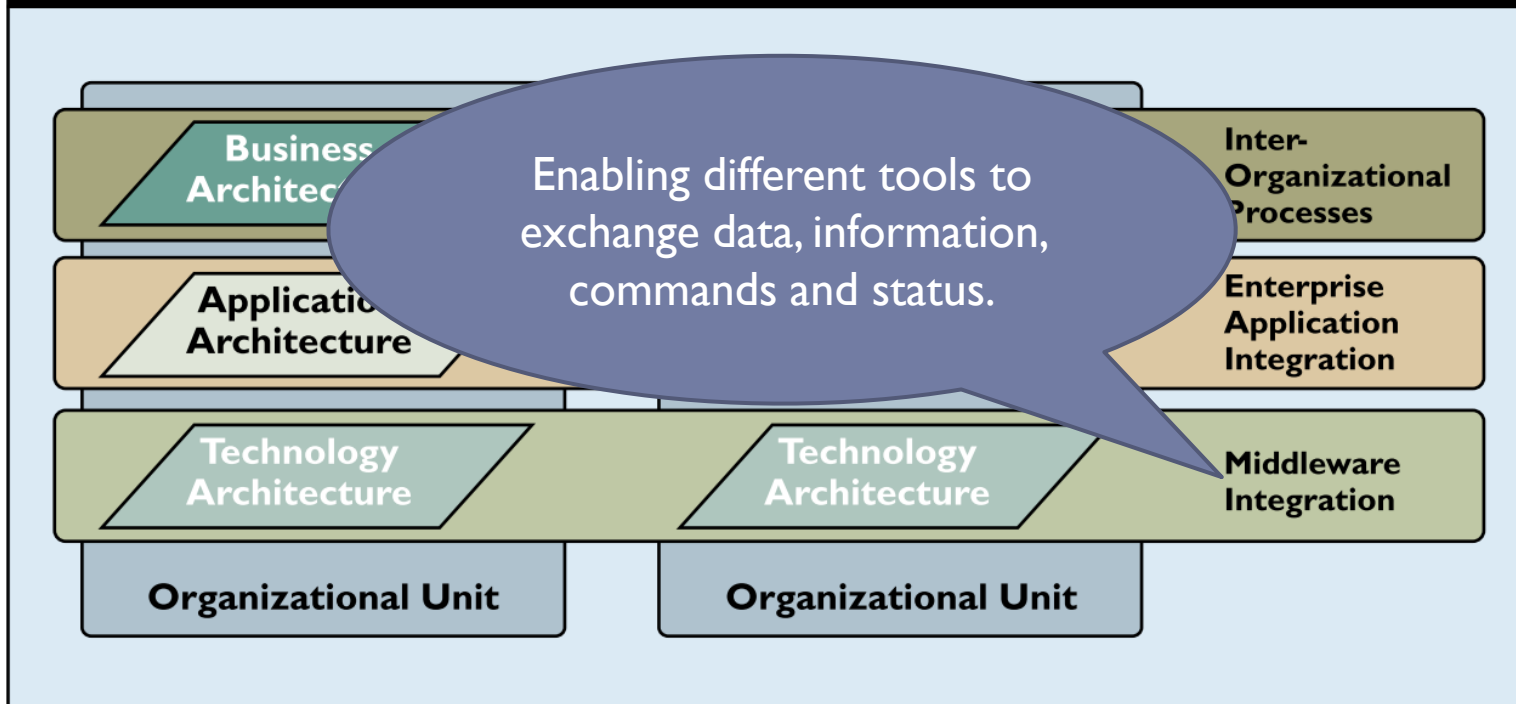 Business
Architec
Enabling different tools to
exchange data, information,
commands and status.
Inter-
Organizational
Processes
Applicatio
Architecture
Enterprise
Application
Integration
Technology
Architecture
Technology
Architecture
Middleware
Integration
Organizational Unit
Organizational Unit